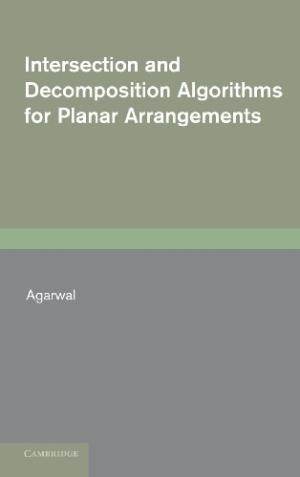 Intersection and
Decomposition Algorithms
for Planar Arrangements
Agarwal
CAMBRIDGE